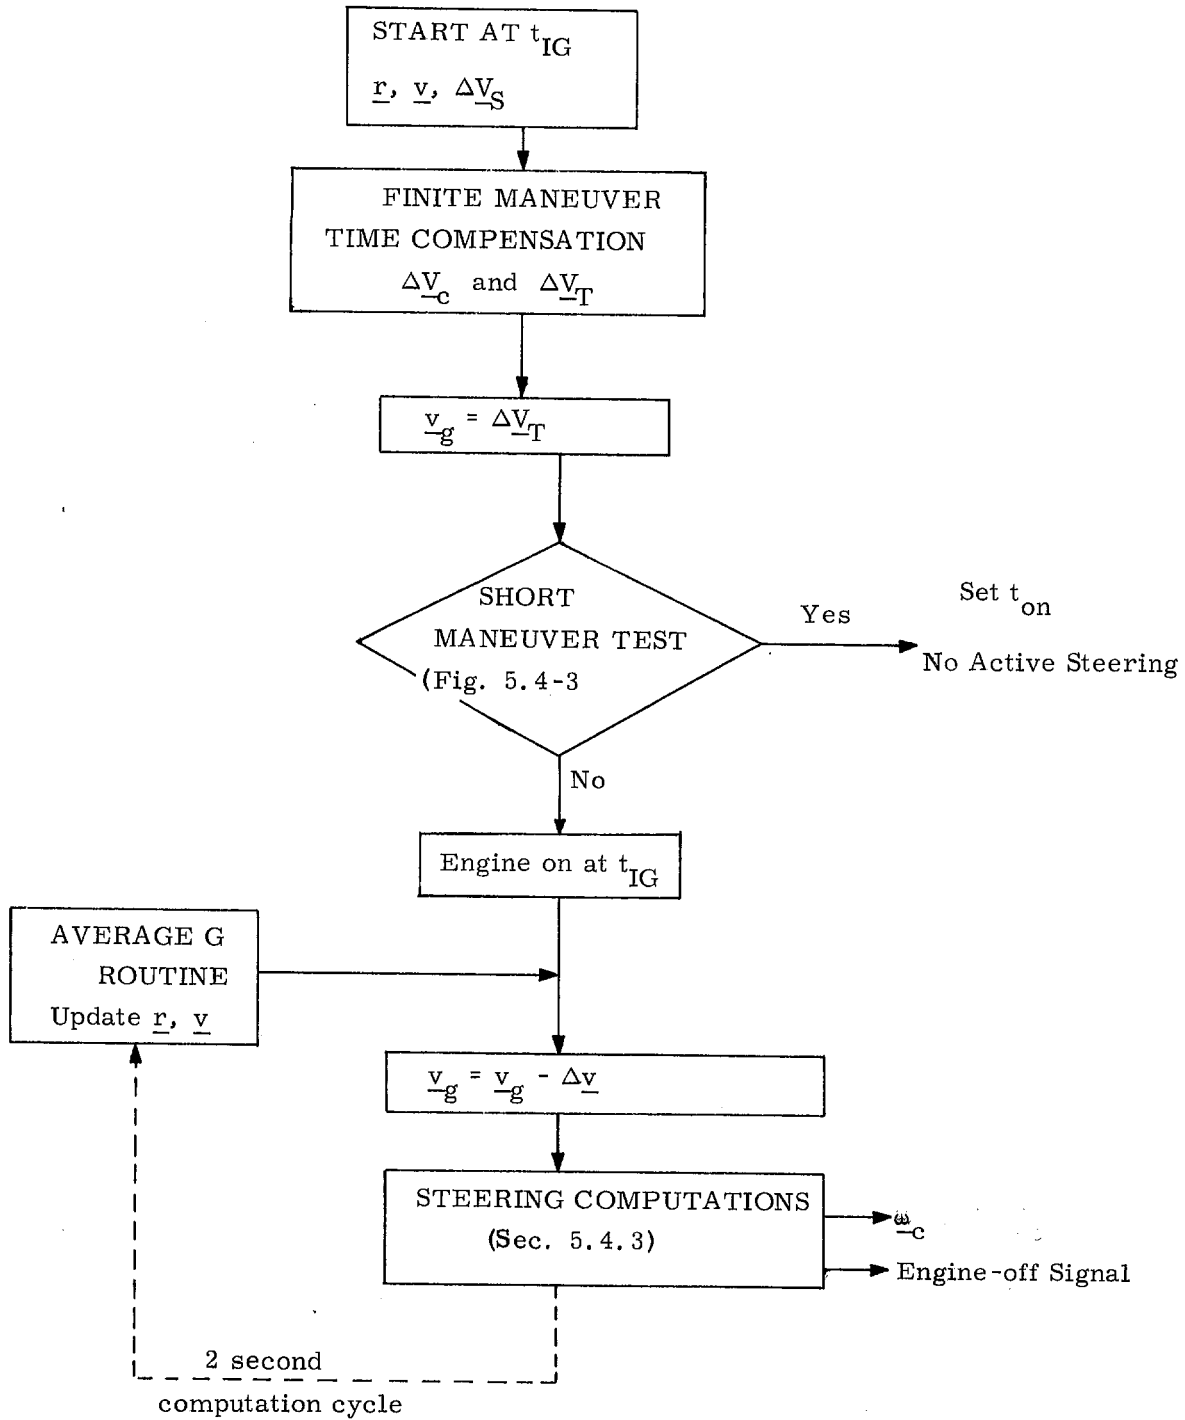 START AT t_IG
r, v, ΔV_S
FINITE MANEUVER
TIME COMPENSATION
ΔV_c and ΔV_T
v_g = ΔV_T
SHORT
MANEUVER TEST
(Fig. 5.4-3
Yes
Set t_on
No Active Steering
No
Engine on at t_IG
AVERAGE G
ROUTINE
Update r, v
v_g = v_g - Δv
STEERING COMPUTATIONS
(Sec. 5.4.3)
ω_c
Engine-off Signal
2 second
computation cycle